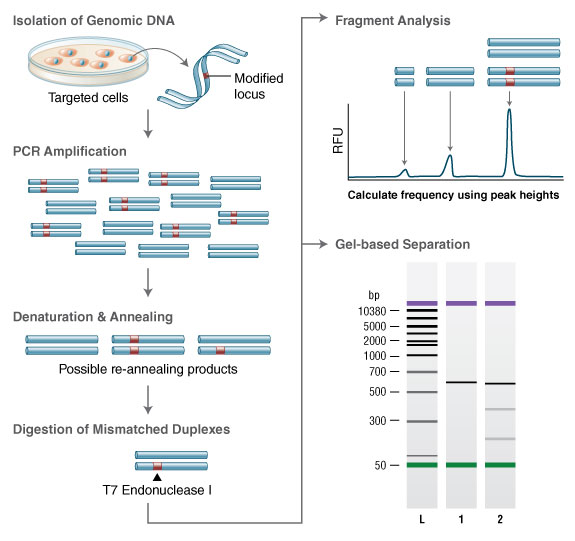 Isolation of Genomic DNA
Targeted cells
Modified
locus
PCR Amplification
Denaturation & Annealing
Possible re-annealing products
Digestion of Mismatched Duplexes
T7 Endonuclease I
Fragment Analysis
RFU
Calculate frequency using peak heights
Gel-based Separation
bp
10380
5000
2000
1000
700
500
300
50
L 1 2